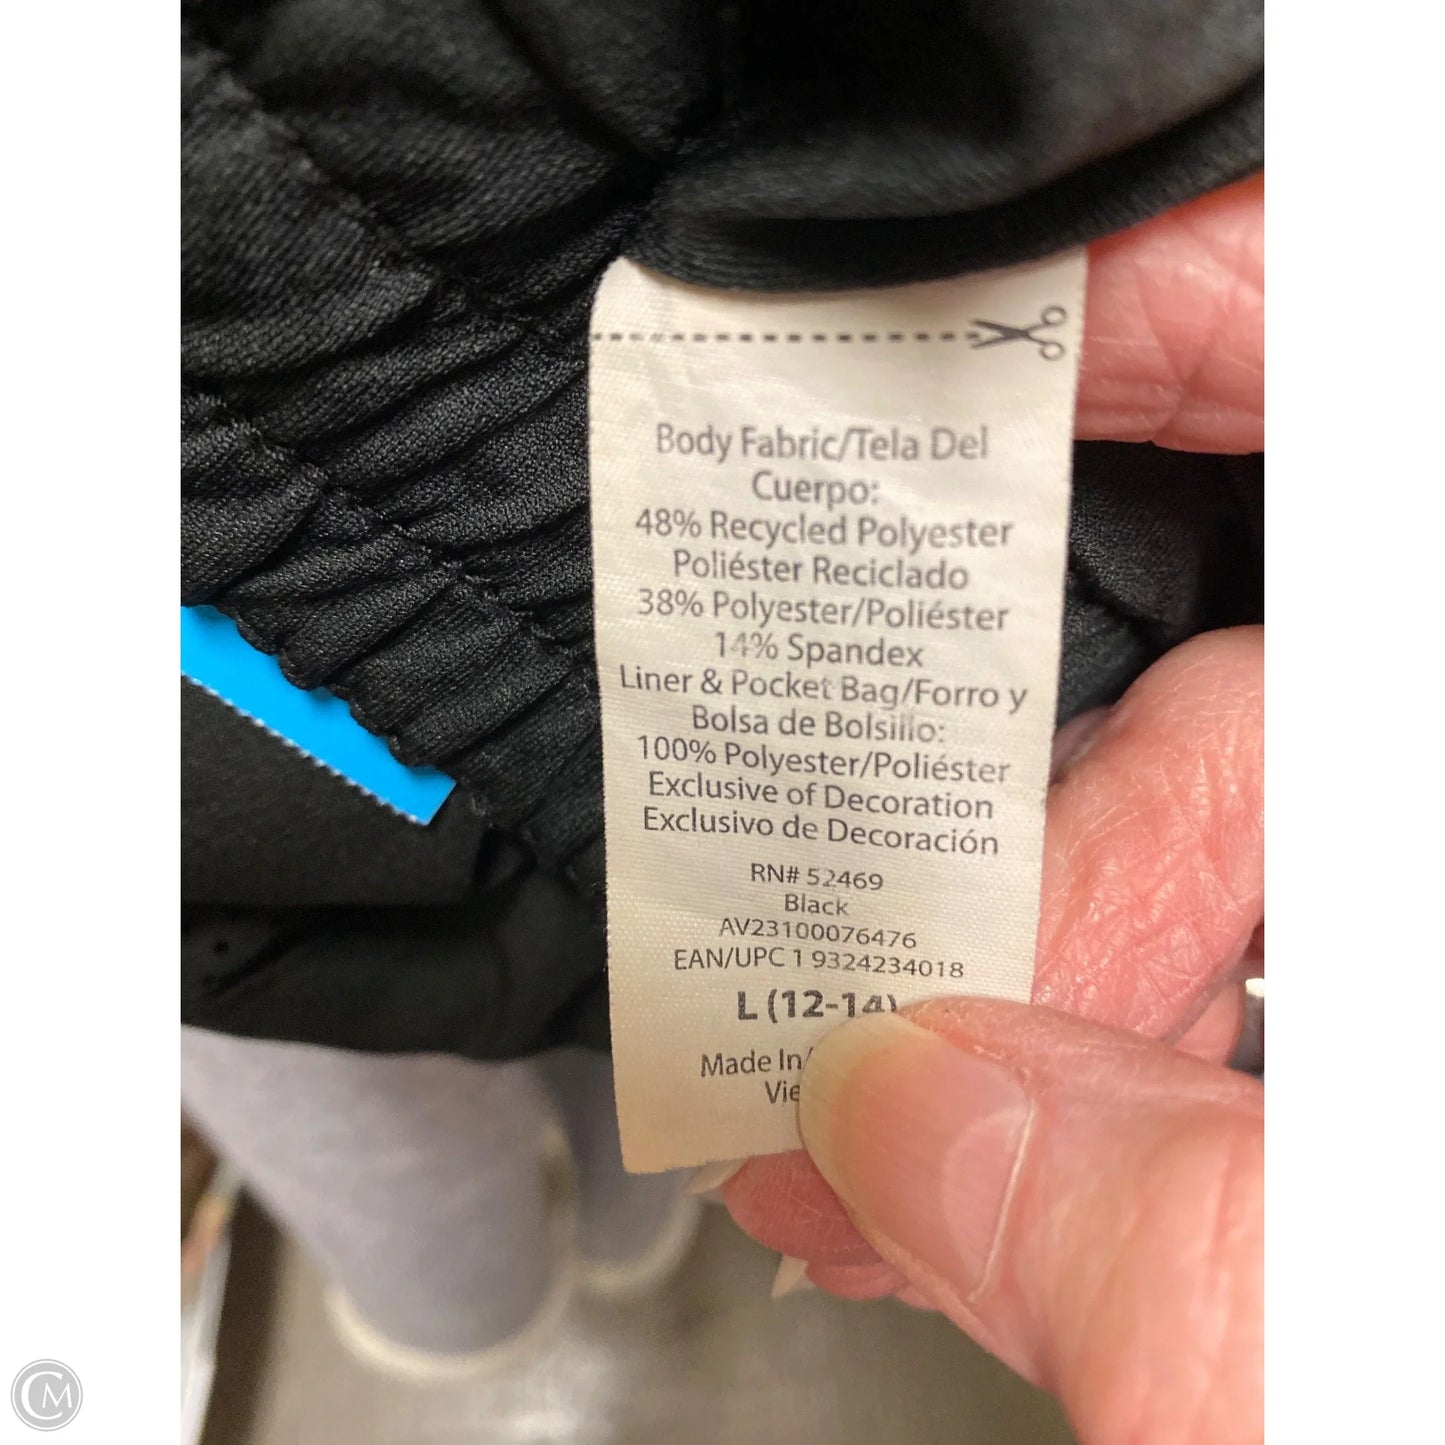 Body Fabric/Tela Del
Cuerpo:
48% Recycled Polyester
Poliéster Reciclado
38% Polyester/Poliéster
14% Spandex
Liner & Pocket Bag/Forro y
Bolsa de Bolsillo:
100% Polyester/Poliéster
Exclusive of Decoration
Exclusivo de Decoración
RN# 52469
Black
AV23100076476
EAN/UPC 1 9324234018
L (12-14)
Made In/
Vie
CM